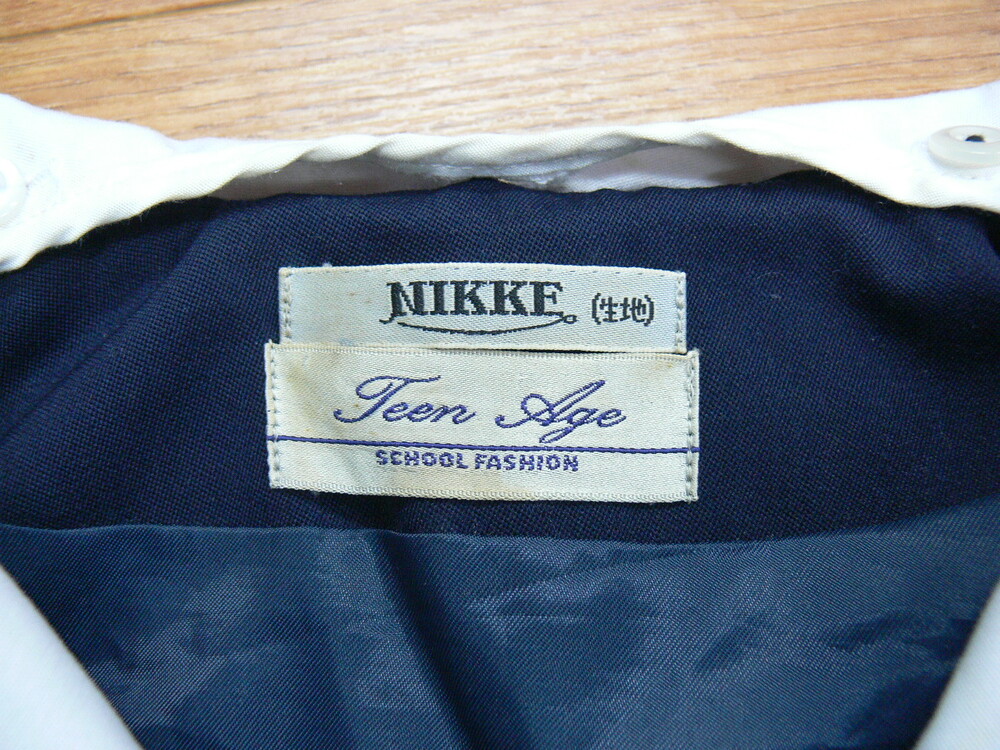 NIKKE (生地)
Teen Age
SCHOOL FASHION